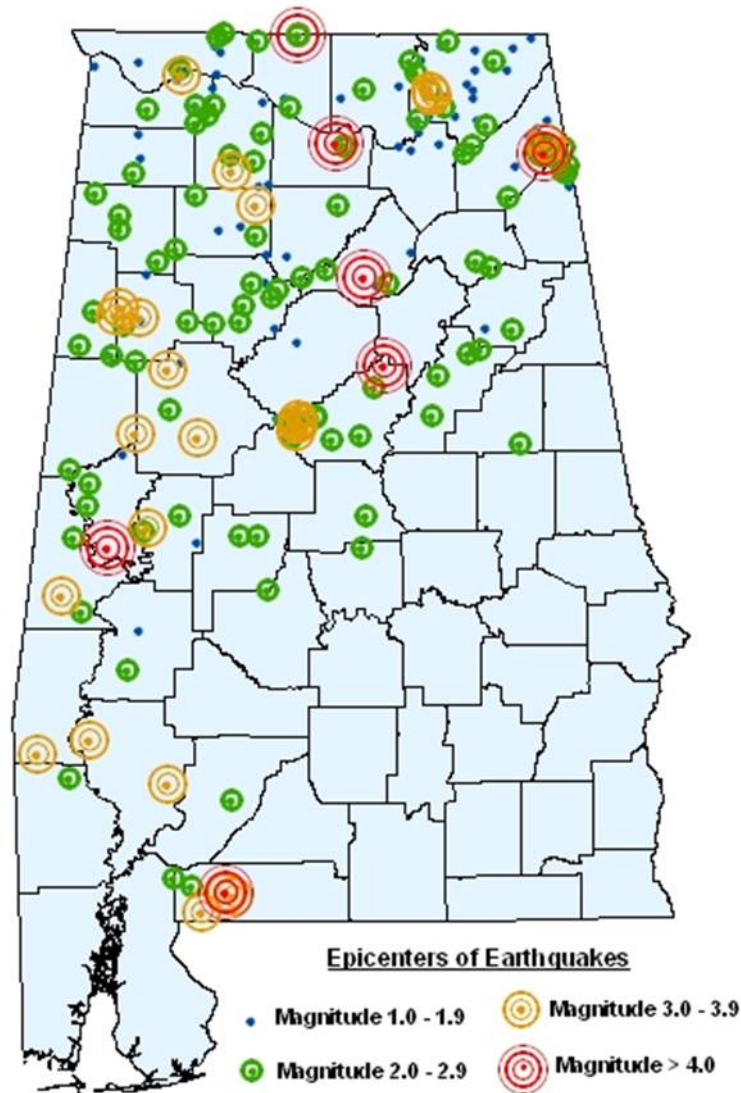 Epicenters of Earthquakes
Magnitude 1.0 - 1.9
Magnitude 3.0 - 3.9
Magnitude 2.0 - 2.9
Magnitude > 4.0